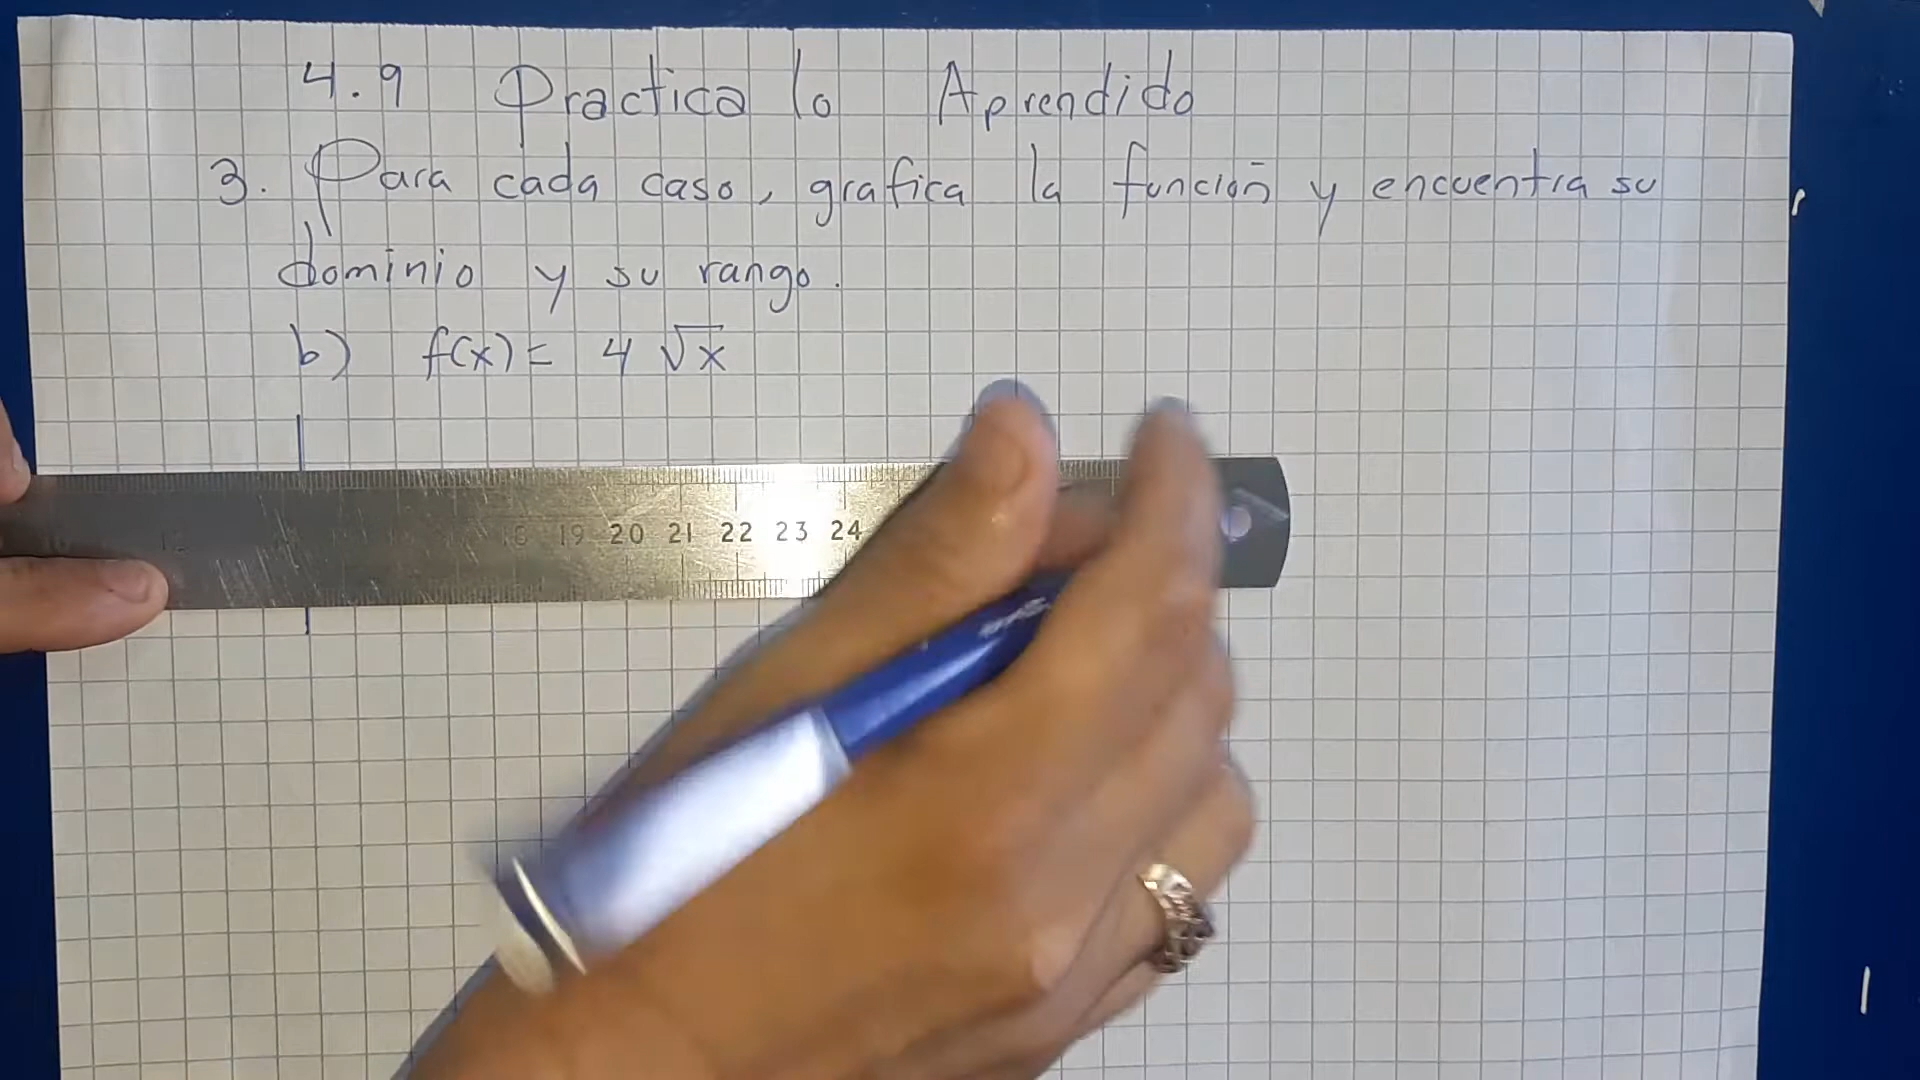 4.9 Practica lo Aprendido
3. Para cada caso, grafica la función y encuentra su
dominio y su rango.
b) f(x) = 4 √x
19 20 21 22 23 24